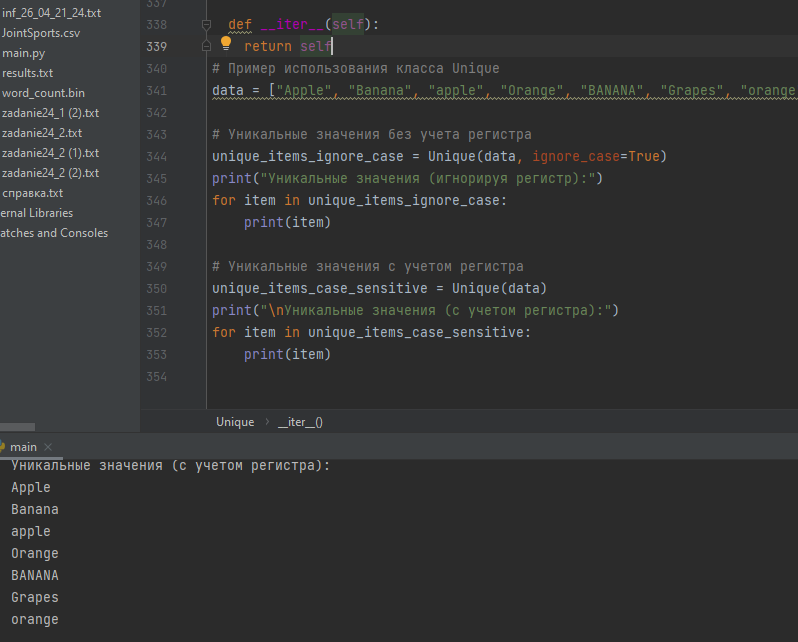 inf_26_04_21_24.txt
JointSports.csv
main.py
results.txt
word_count.bin
zadanie24_1 (2).txt
zadanie24_2.txt
zadanie24_2 (1).txt
zadanie24_2 (2).txt
справка.txt
ernal Libraries
atches and Consoles
337
338 def __iter__(self):
339 return self
340 # Пример использования класса Unique
341 data = ["Apple", "Banana", "apple", "Orange", "BANANA", "Grapes", "orange
342
343 # Уникальные значения без учета регистра
344 unique_items_ignore_case = Unique(data, ignore_case=True)
345 print("Уникальные значения (игнорируя регистр):")
346 for item in unique_items_ignore_case:
347 print(item)
348
349 # Уникальные значения с учетом регистра
350 unique_items_case_sensitive = Unique(data)
351 print("\nУникальные значения (с учетом регистра):")
352 for item in unique_items_case_sensitive:
353 print(item)
354
Unique › __iter__()
main ×
Уникальные значения (с учетом регистра):
Apple
Banana
apple
Orange
BANANA
Grapes
orange